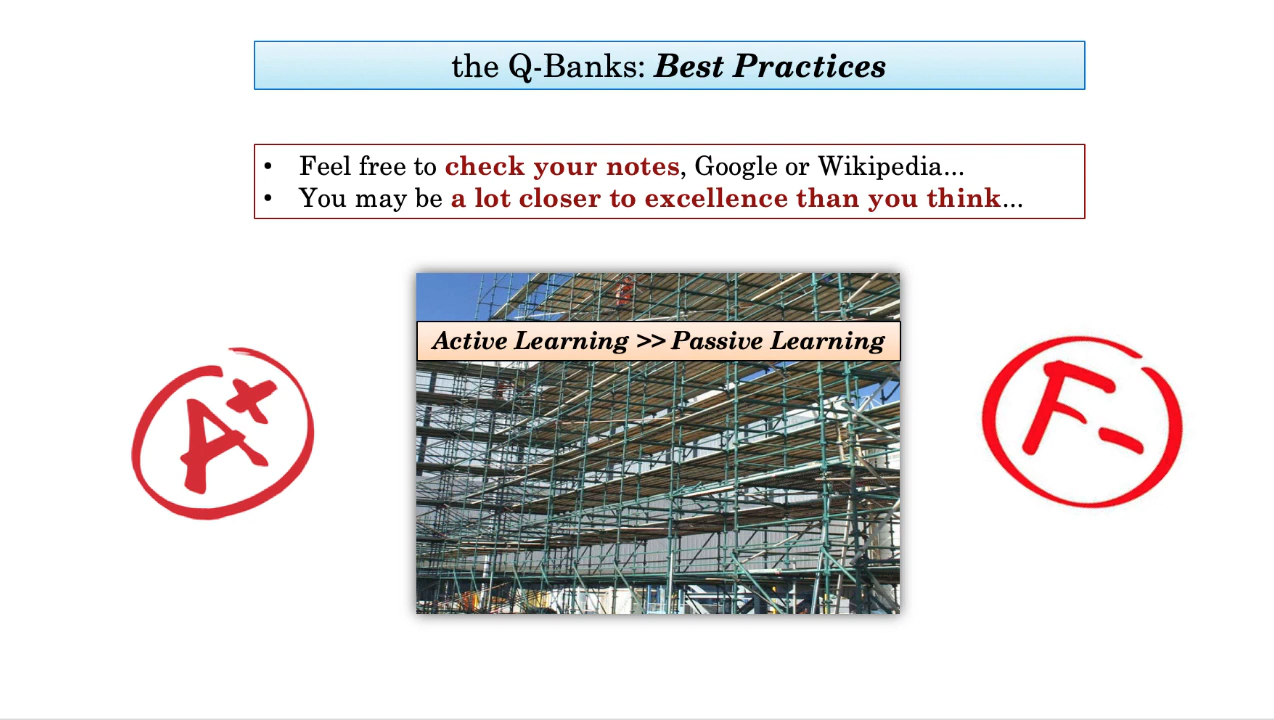 the Q-Banks: Best Practices
• Feel free to check your notes, Google or Wikipedia...
• You may be a lot closer to excellence than you think...
Active Learning >> Passive Learning
A+
F-